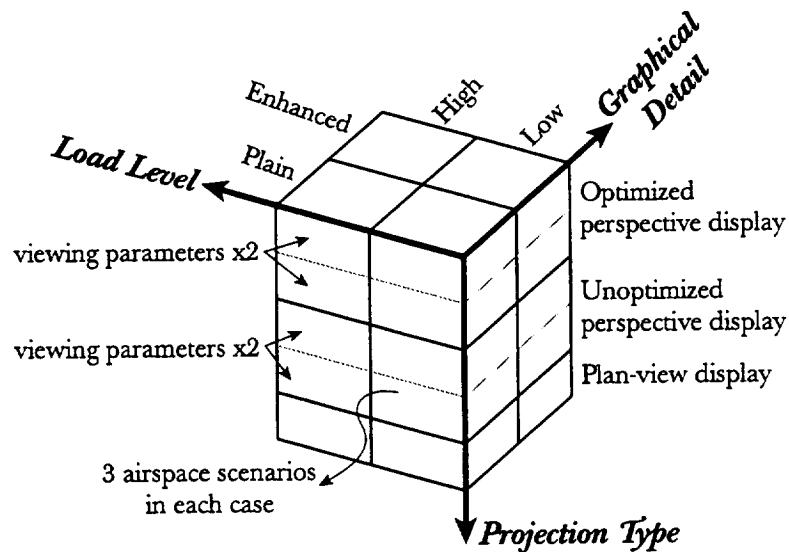 Graphical
Detail
Enhanced
High
Low
Load Level
Plain
Optimized
perspective display
viewing parameters x2
Unoptimized
perspective display
viewing parameters x2
Plan-view display
3 airspace scenarios
in each case
Projection Type